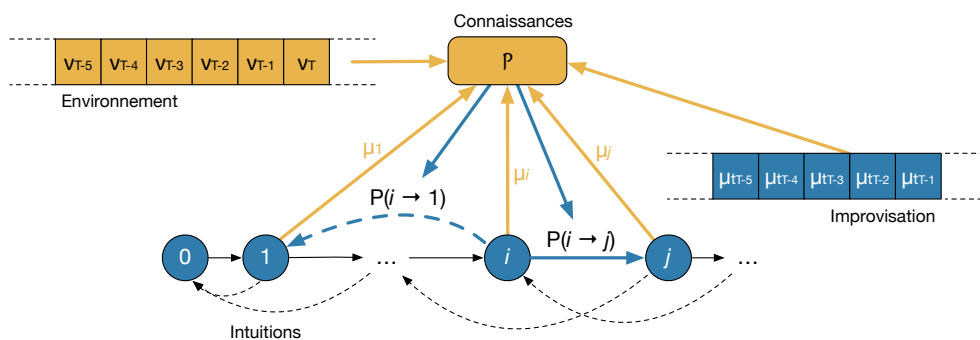 Connaissances
VT-5 VT-4 VT-3 VT-2 VT-1 VT
P
Environnement
μ1
μi
μj
μtT-5 μtT-4 μtT-3 μtT-2 μtT-1
P(i → 1)
Improvisation
P(i → j)
0 1 ... i j ...
Intuitions